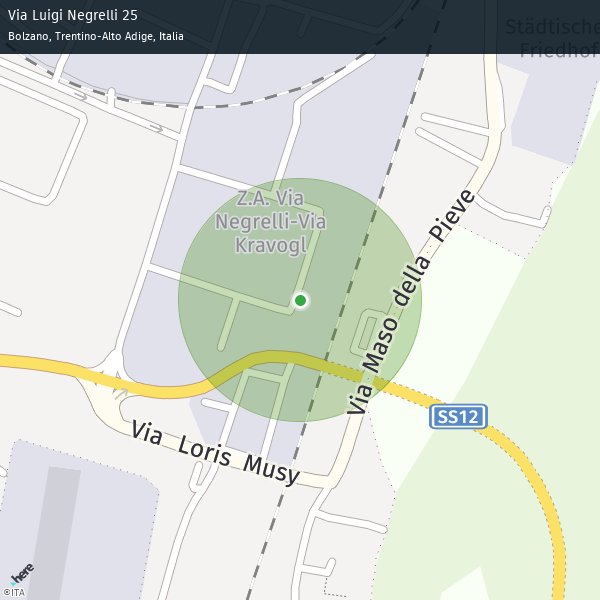 Via Luigi Negrelli 25
Bolzano, Trentino-Alto Adige, Italia
Städtische
Friedhof
Z.A. Via
Negrelli-Via
Kravogl
Via Maso della Pieve
SS12
Via Loris Musy
here
©ITA